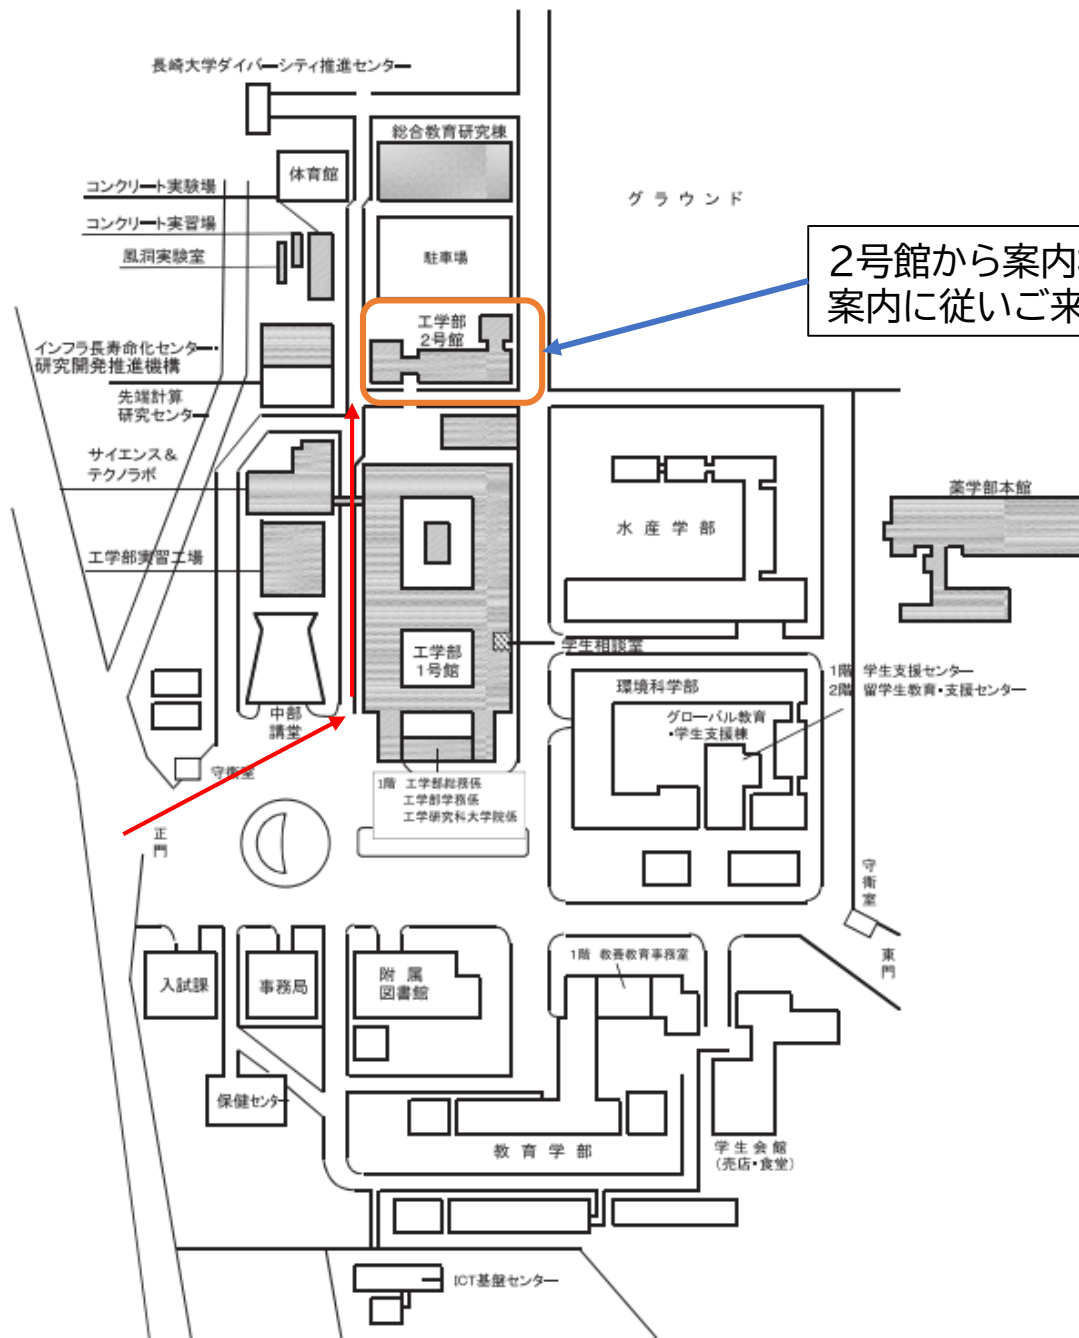 長崎大学ダイバーシティ推進センター
総合教育研究棟
体育館
コンクリート実験場
コンクリート実習場
風洞実験室
グラウンド
駐車場
2号館から案内
案内に従いご来
工学部
2号館
インフラ長寿命化センター・
研究開発推進機構
先端計算
研究センター
サイエンス&
テクノラボ
薬学部本館
水産学部
工学部実習工場
学生相談室
工学部
1号館
1階 学生支援センター
2階 留学生教育・支援センター
環境科学部
グローバル教育
・学生支援棟
中部
講堂
守衛室
1階 工学部総務係
工学部学務係
工学研究科大学院係
正門
守衛室
東門
1階 教養教育事務室
入試課
事務局
附属
図書館
保健センター
教育学部
学生会館
(売店・食堂)
ICT基盤センター